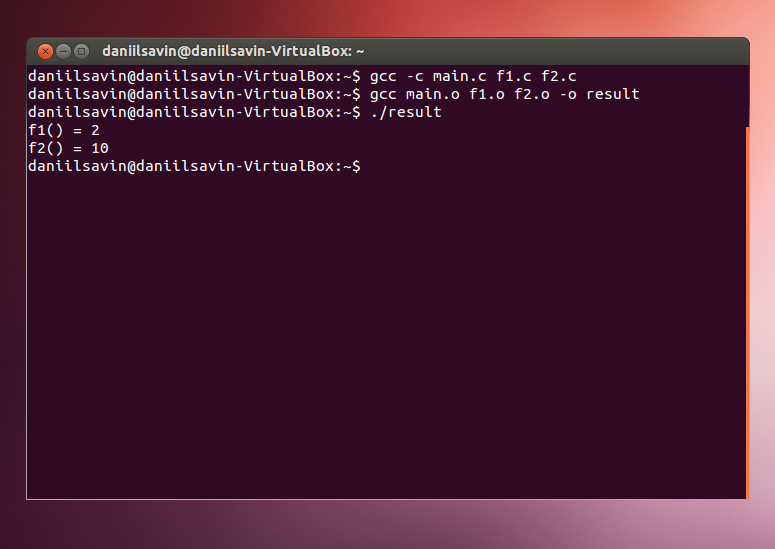 daniilsavin@daniilsavin-VirtualBox: ~
daniilsavin@daniilsavin-VirtualBox:~$ gcc -c main.c f1.c f2.c
daniilsavin@daniilsavin-VirtualBox:~$ gcc main.o f1.o f2.o -o result
daniilsavin@daniilsavin-VirtualBox:~$ ./result
f1() = 2
f2() = 10
daniilsavin@daniilsavin-VirtualBox:~$